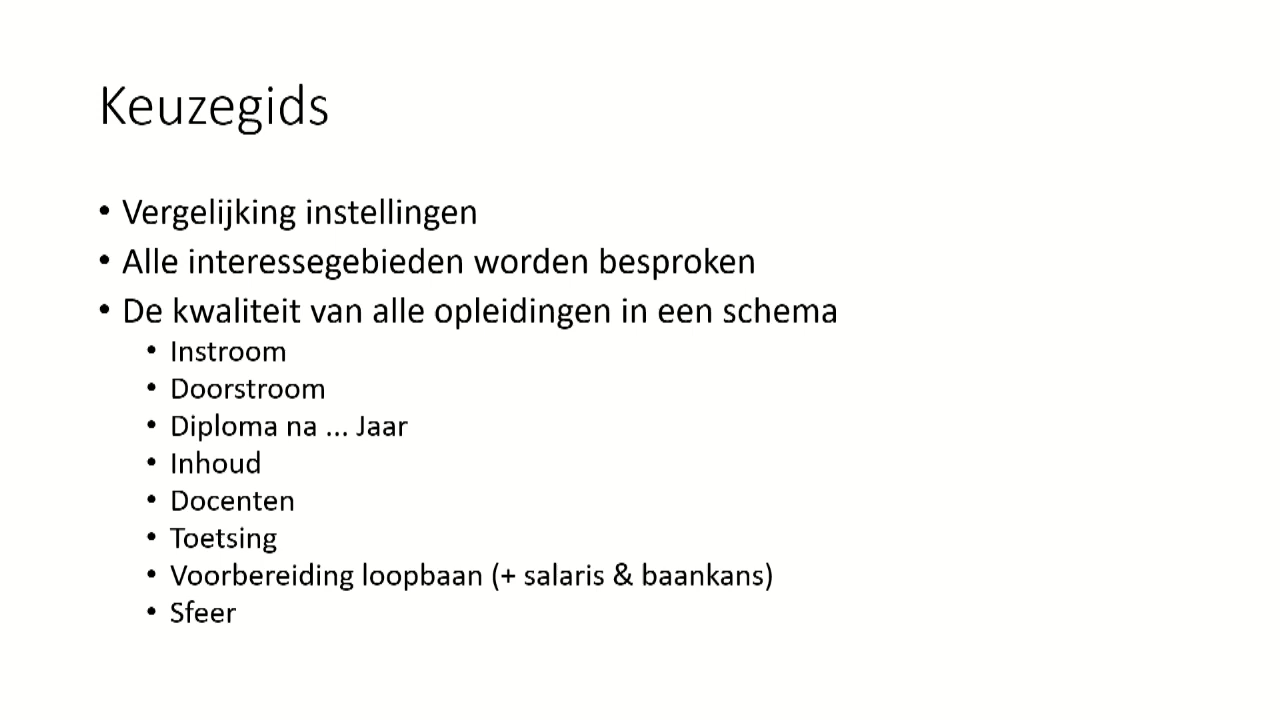 Keuzegids
• Vergelijking instellingen
• Alle interessegebieden worden besproken
• De kwaliteit van alle opleidingen in een schema
• Instroom
• Doorstroom
• Diploma na ... Jaar
• Inhoud
• Docenten
• Toetsing
• Voorbereiding loopbaan (+ salaris & baankans)
• Sfeer